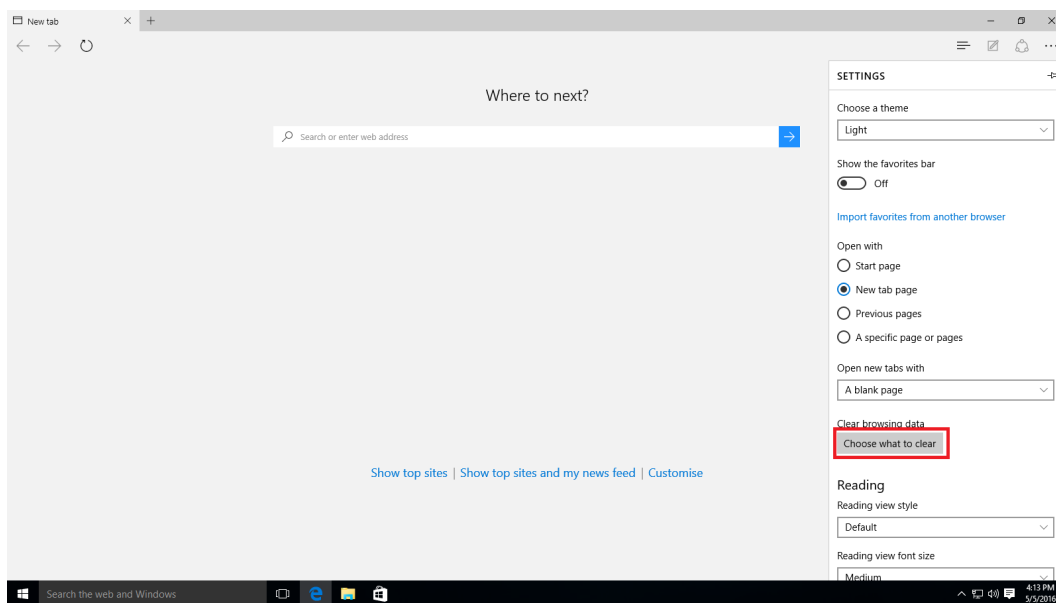 New tab
SETTINGS
Where to next?
Search or enter web address
Choose a theme
Light
Show the favorites bar
Off
Import favorites from another browser
Open with
Start page
New tab page
Previous pages
A specific page or pages
Open new tabs with
A blank page
Clear browsing data
Choose what to clear
Show top sites | Show top sites and my news feed | Customise
Reading
Reading view style
Default
Reading view font size
Medium
Search the web and Windows
4:13 PM
5/5/2016